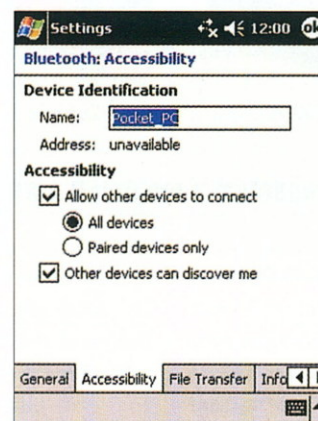 Settings 12:00 ok
Bluetooth: Accessibility
Device Identification
Name: Pocket_PC
Address: unavailable
Accessibility
Allow other devices to connect
All devices
Paired devices only
Other devices can discover me
General Accessibility File Transfer Info